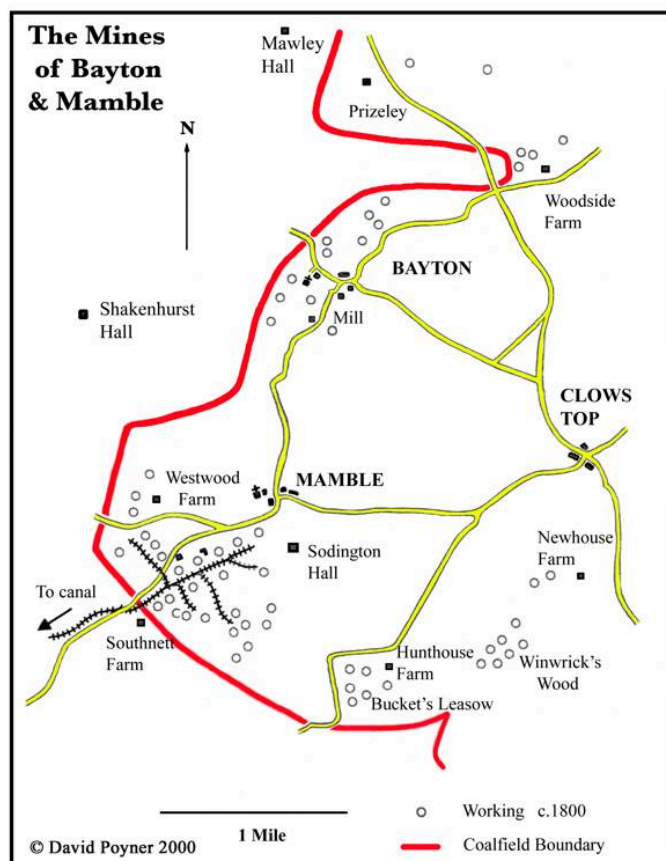 The Mines
of Bayton
& Mamble
Mawley
Hall
Prizeley
N
Woodside
Farm
BAYTON
Shakenhurst
Hall
Mill
CLOWS
TOP
Westwood
Farm
MAMBLE
Newhouse
Farm
Sodington
Hall
To canal
Southnett
Farm
Hunthouse
Farm
Winwrick's
Wood
Bucket's Leasow
1 Mile
Working c.1800
Coalfield Boundary
© David Poyner 2000